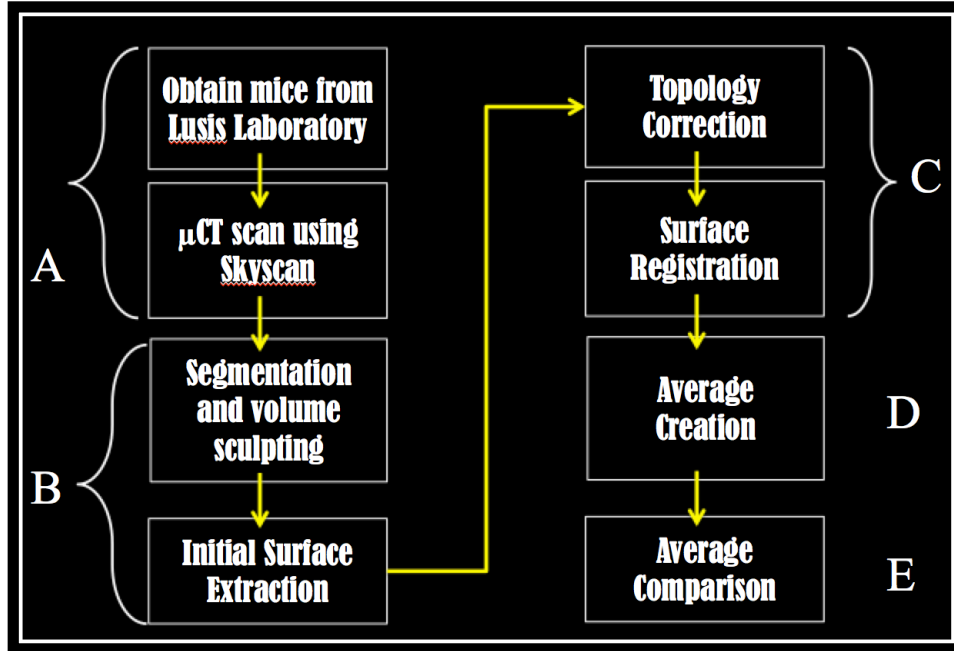 Obtain mice from
Lusis Laboratory
μCT scan using
Skyscan
A
Segmentation
and volume
sculpting
Initial Surface
Extraction
B
Topology
Correction
Surface
Registration
C
Average
Creation
D
Average
Comparison
E